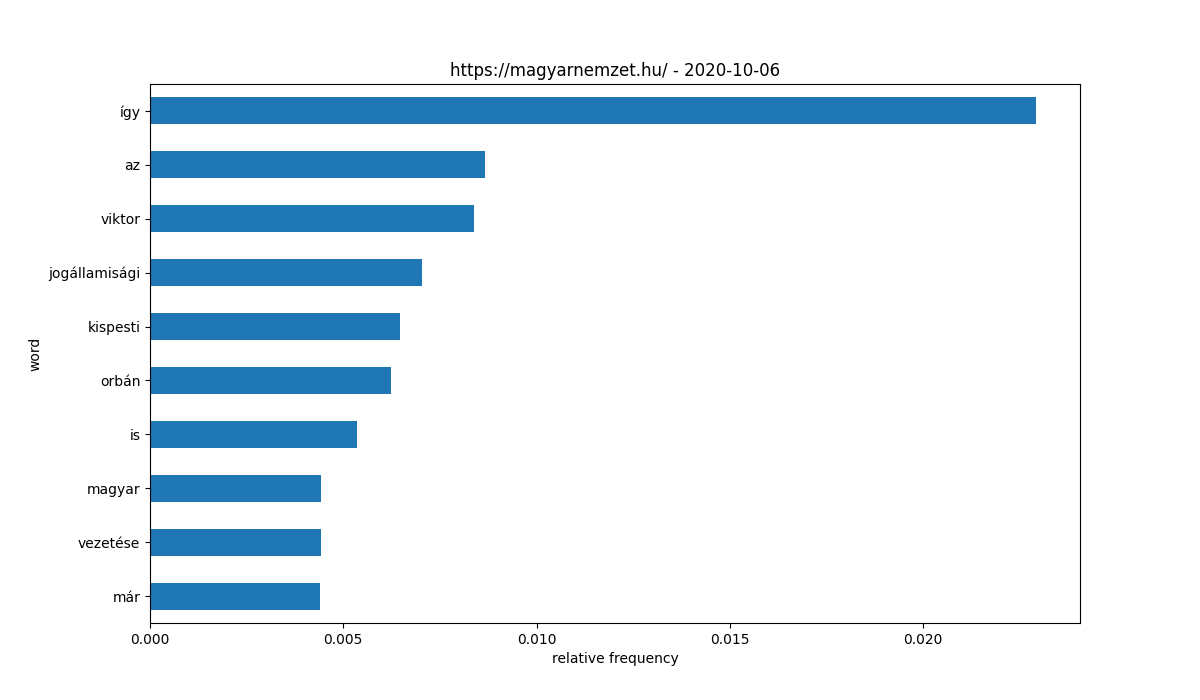 https://magyarnemzet.hu/ - 2020-10-06
így
az
viktor
jogállamisági
kispesti
orbán
is
magyar
vezetése
már
word
0.000 0.005 0.010 0.015 0.020
relative frequency